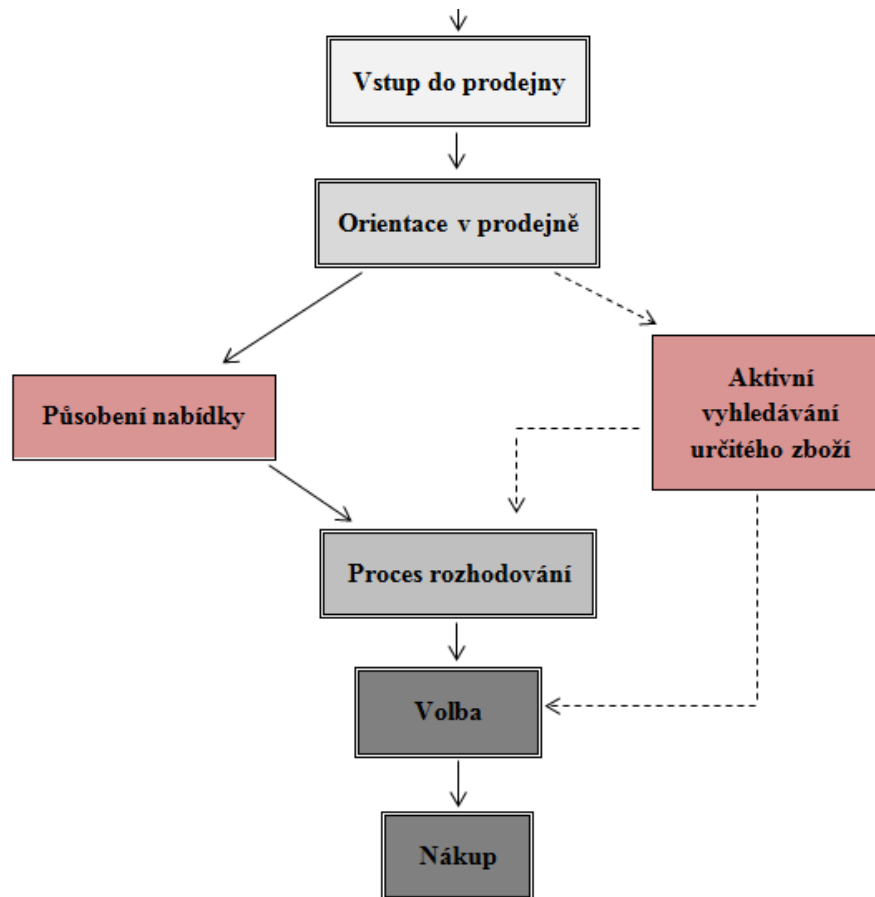 Vstup do prodejny
Orientace v prodejně
Působení nabídky
Aktivní
vyhledávání
určitého zboží
Proces rozhodování
Volba
Nákup